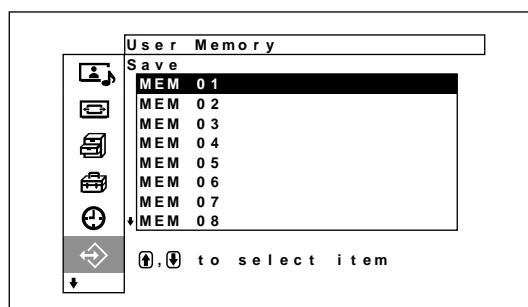 User Memory
Save
MEM 01
MEM 02
MEM 03
MEM 04
MEM 05
MEM 06
MEM 07
MEM 08
, to select item